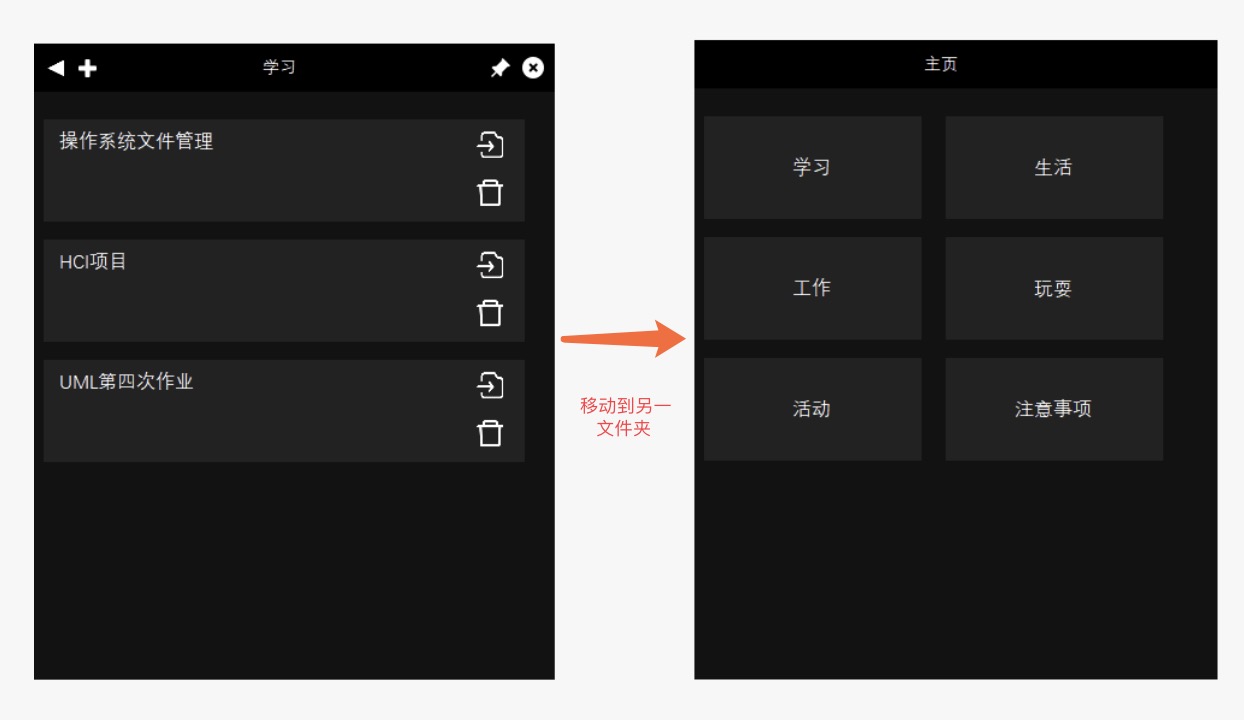 学习
操作系统文件管理
HCI项目
UML第四次作业
移动到另一
文件夹
主页
学习
生活
工作
玩耍
活动
注意事项